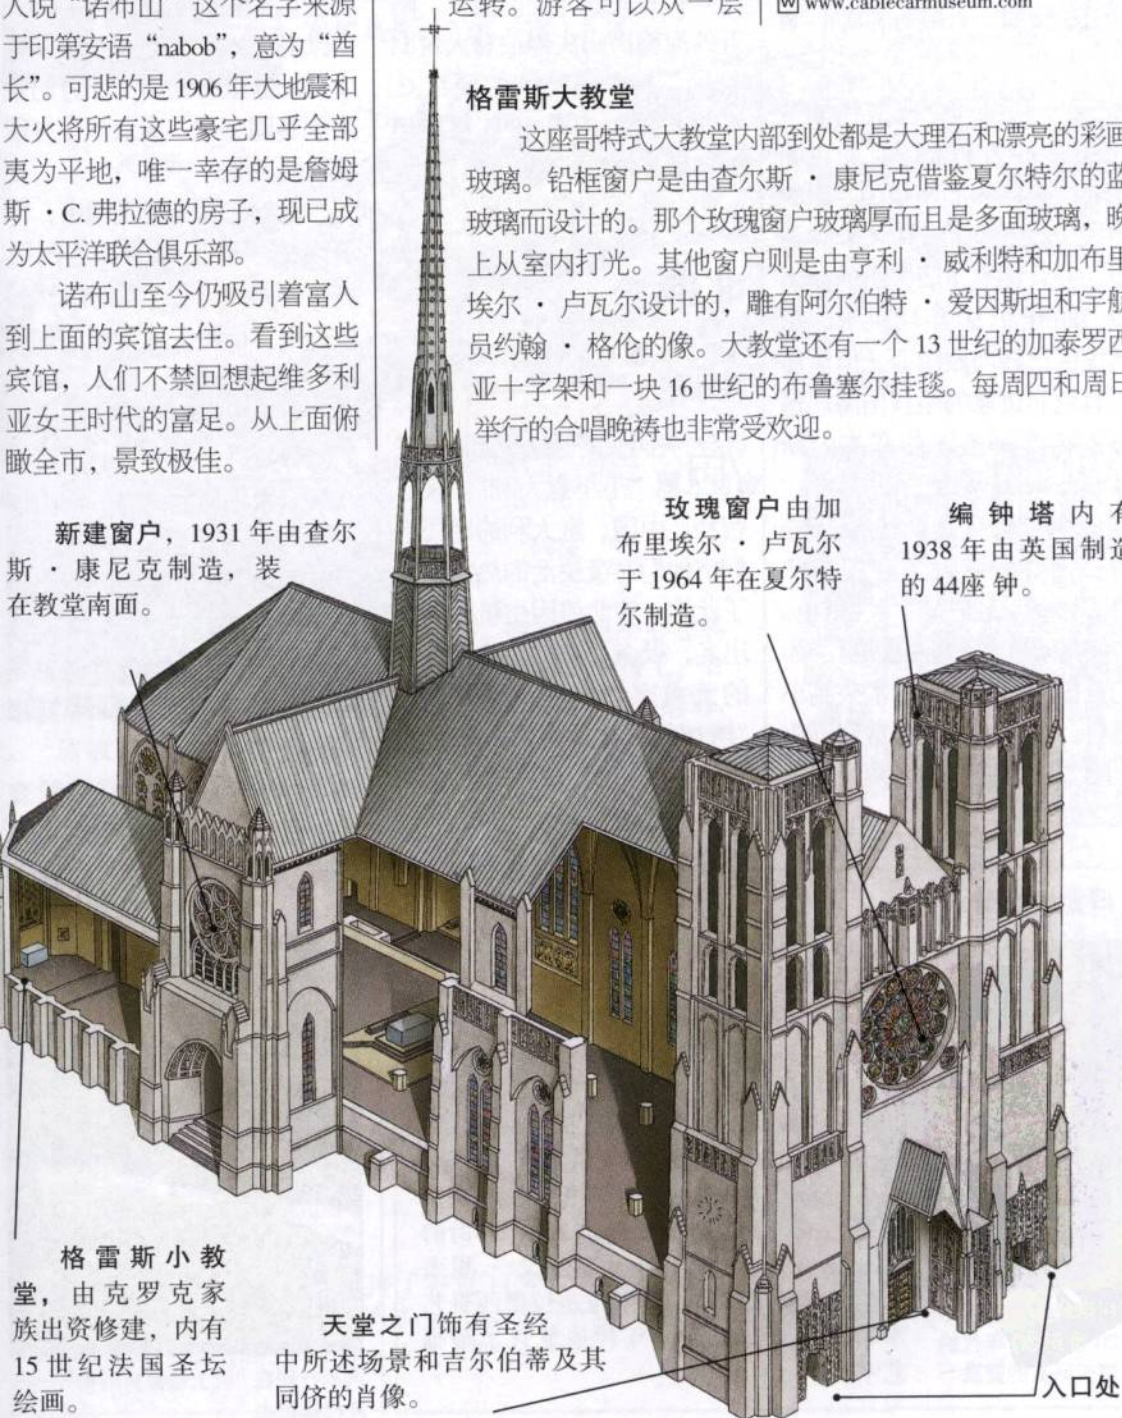 人说“诺布山”这个名字来源
于印第安语“nabob”，意为“酋
长”。可悲的是 1906 年大地震和
大火将所有这些豪宅几乎全部
夷为平地，唯一幸存的是詹姆
斯·C. 弗拉德的房子，现已成
为太平洋联合俱乐部。
诺布山至今仍吸引着富人
到上面的宾馆去住。看到这些
宾馆，人们不禁回想起维多利
亚女王时代的富足。从上面俯
瞰全市，景致极佳。
运转。游客可以从一层
W www.cablecarmuseum.com
格雷斯大教堂
这座哥特式大教堂内部到处都是大理石和漂亮的彩画
玻璃。铅框窗户是由查尔斯·康尼克借鉴夏尔特尔的蓝
玻璃而设计的。那个玫瑰窗户玻璃厚而且是多面玻璃，晚
上从室内打光。其他窗户则是由亨利·威利特和加布里
埃尔·卢瓦尔设计的，雕有阿尔伯特·爱因斯坦和宇航
员约翰·格伦的像。大教堂还有一个 13 世纪的加泰罗西
亚十字架和一块 16 世纪的布鲁塞尔挂毯。每周四和周日
举行的合唱晚祷也非常受欢迎。
新建窗户，1931 年由查尔
斯·康尼克制造，装
在教堂南面。
玫瑰窗户由加
布里埃尔·卢瓦尔
于 1964 年在夏尔特
尔制造。
编钟塔内有
1938 年由英国制造
的 44座 钟。
格雷斯小教
堂，由克罗克家
族出资修建，内有
15 世纪法国圣坛
绘画。
天堂之门饰有圣经
中所述场景和吉尔伯蒂及其
同侪的肖像。
入口处